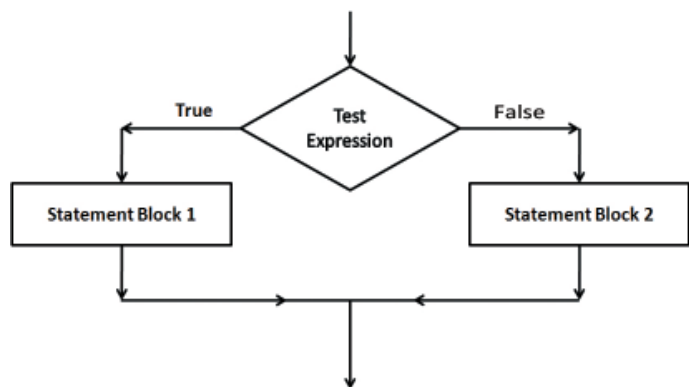 True
Test
Expression
False
Statement Block 1
Statement Block 2